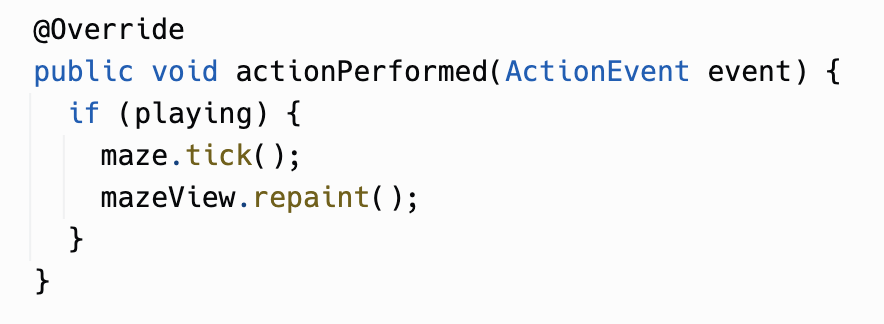 @Override
public void actionPerformed(ActionEvent event) {
  if (playing) {
    maze.tick();
    mazeView.repaint();
  }
}